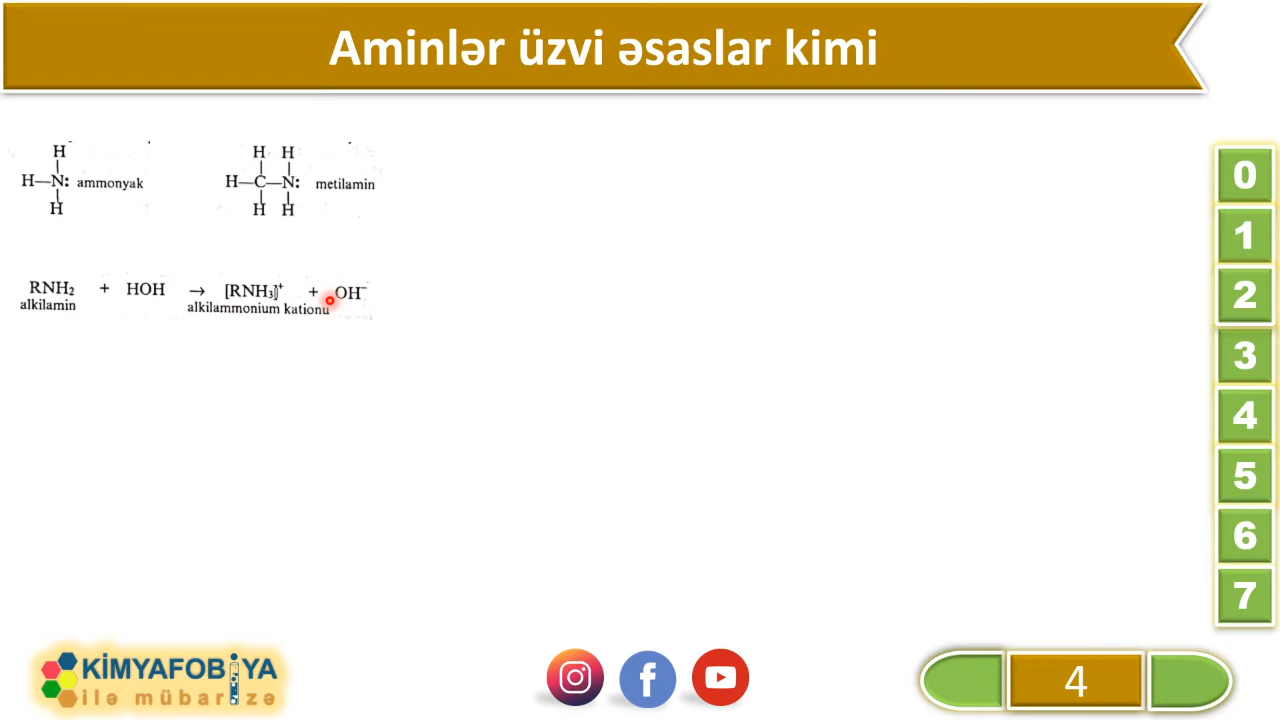 Aminlər üzvi əsaslar kimi
H H H
H—N: ammonyak H—C—N: metilamin
H H H
RNH₂ + HOH → [RNH₃]⁺ + OH⁻
alkilamin alkilammonium kationu
0
1
2
3
4
5
6
7
KİMYAFOBİYA
ilə mübarizə
4